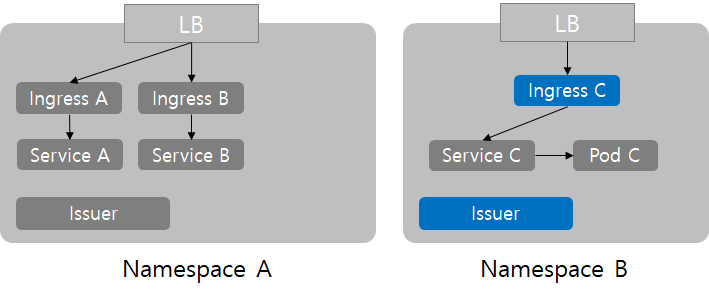 LB
Ingress A
Ingress B
Service A
Service B
Issuer
Namespace A
LB
Ingress C
Service C
Pod C
Issuer
Namespace B